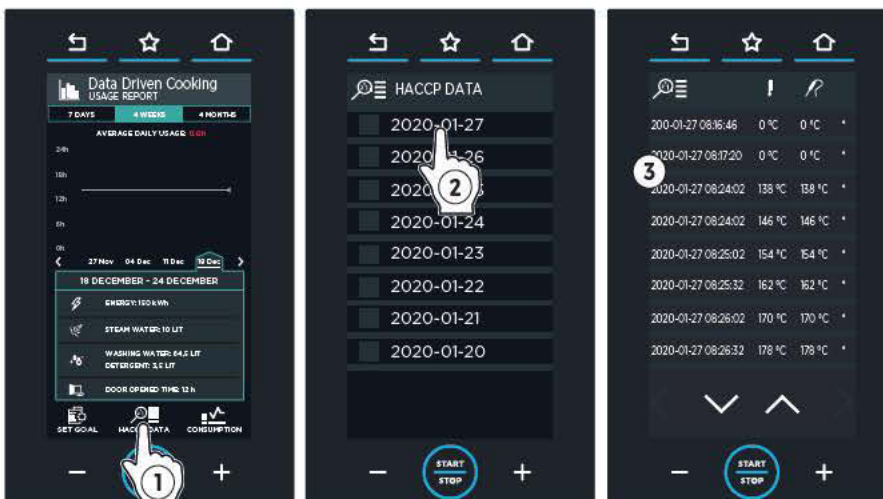 Data Driven Cooking
USAGE REPORT
7 DAYS 4 WEEKS 4 MONTHS
AVERAGE DAILY USAGE: 0.0h
24h
18h
12h
6h
0h
27 Nov 04 Dec 11 Dec 18 Dec
18 DECEMBER - 24 DECEMBER
ENERGY: 150 kWh
STEAM WATER: 10 LIT
WASHING WATER: 64,5 LIT
DETERGENT: 3,5 LIT
DOOR OPENED TIME: 12 h
SET GOAL HACCP DATA CONSUMPTION
- 1 +
HACCP DATA
2020-01-27
2020-01-26
2
2020-01-24
2020-01-23
2020-01-22
2020-01-21
2020-01-20
- START +
STOP
200-01-27 08:16:46 0 °C 0 °C *
2020-01-27 08:17:20 0 °C 0 °C *
3
2020-01-27 08:24:02 138 °C 138 °C *
2020-01-27 08:24:02 146 °C 146 °C *
2020-01-27 08:25:02 154 °C 154 °C *
2020-01-27 08:25:32 162 °C 162 °C *
2020-01-27 08:26:02 170 °C 170 °C *
2020-01-27 08:26:32 178 °C 178 °C *
- START +
STOP